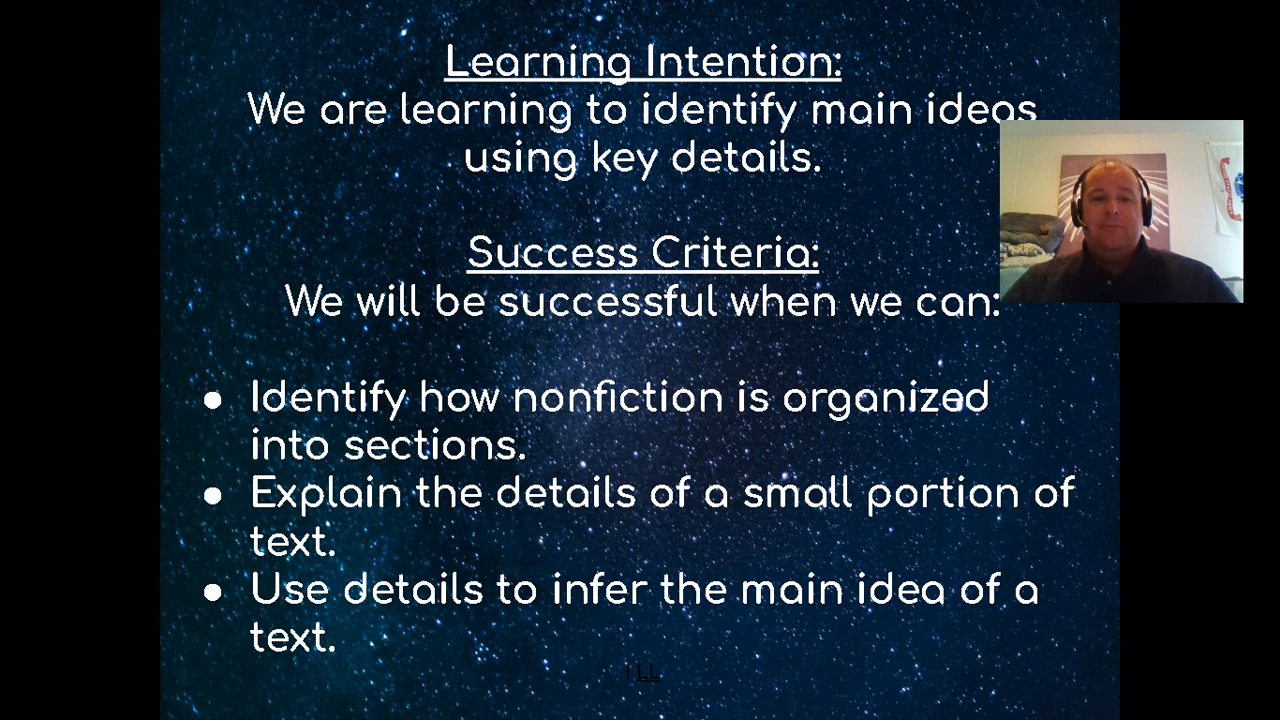 Learning Intention:
We are learning to identify main ideas
using key details.
Success Criteria:
We will be successful when we can:
● Identify how nonfiction is organized
into sections.
● Explain the details of a small portion of
text.
● Use details to infer the main idea of a
text.